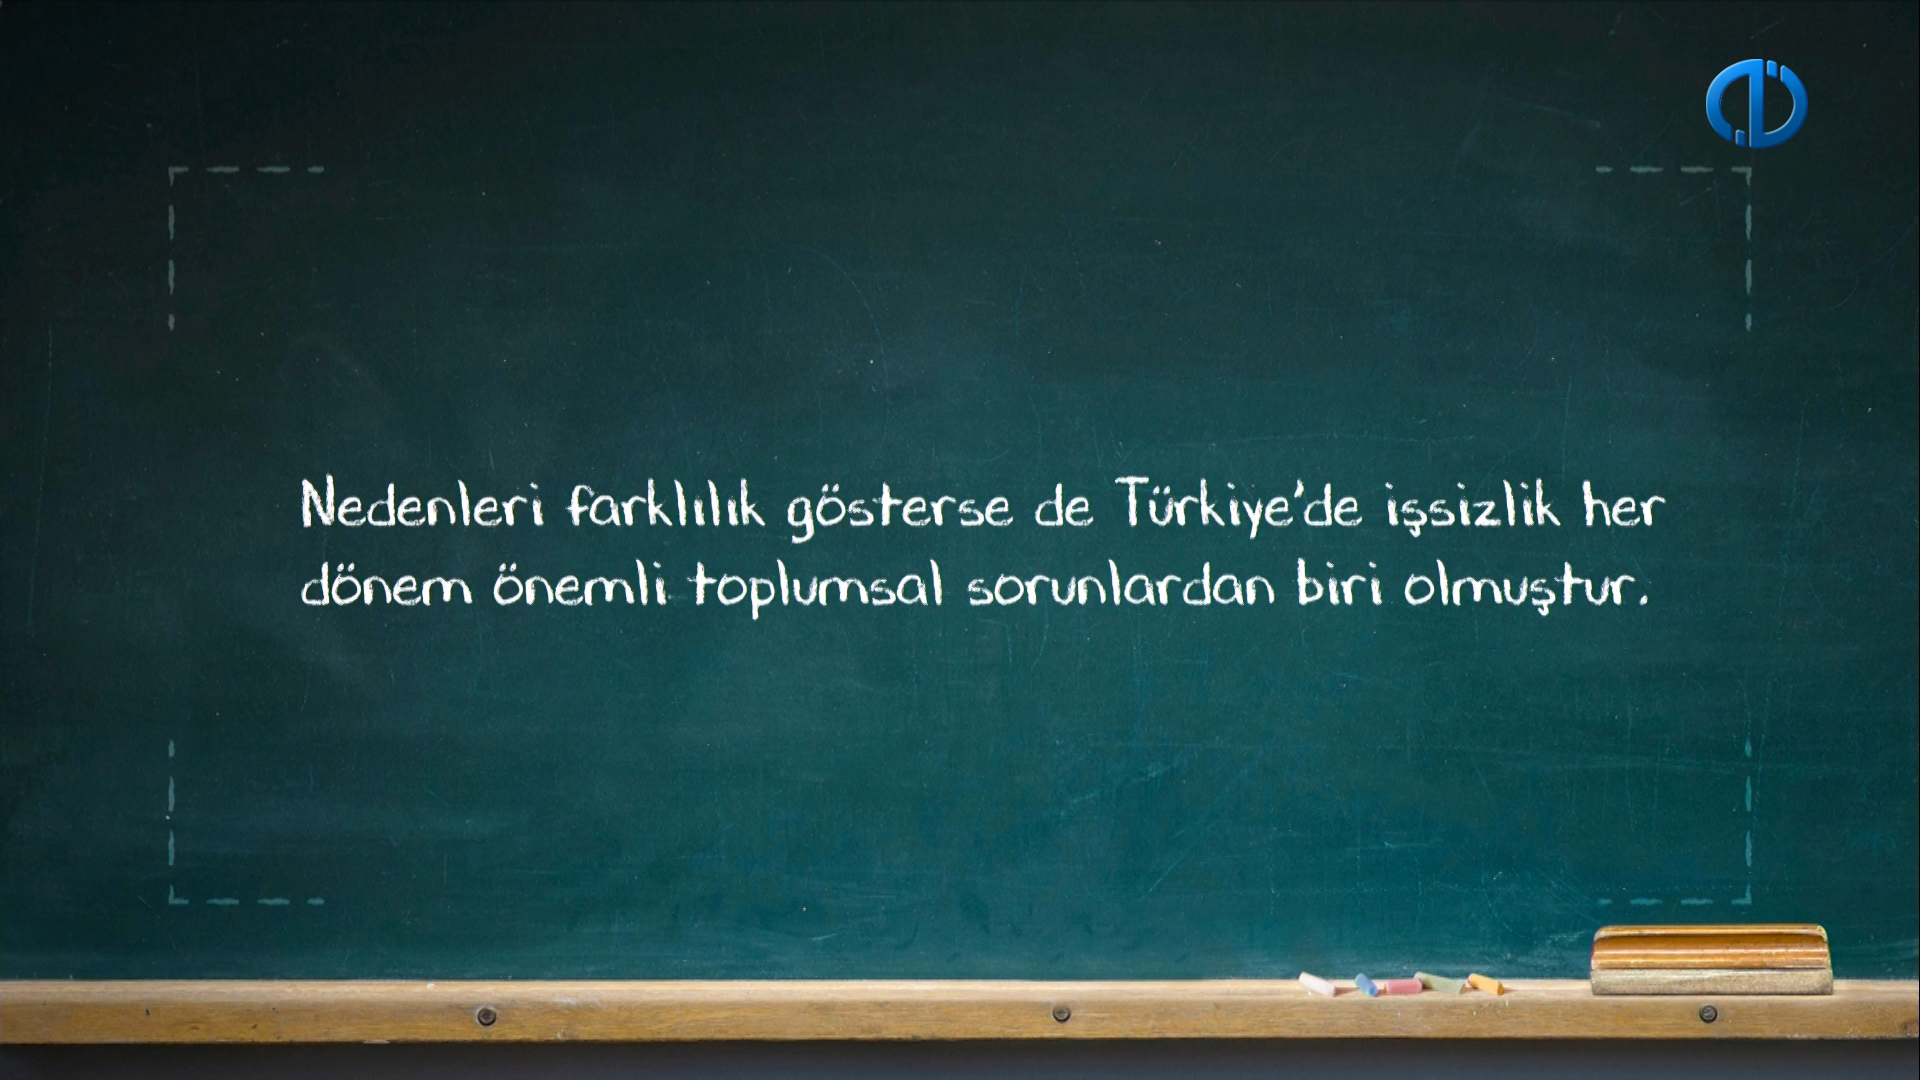 Nedenleri farklılık gösterse de Türkiye'de işsizlik her
dönem önemli toplumsal sorunlardan biri olmuştur.